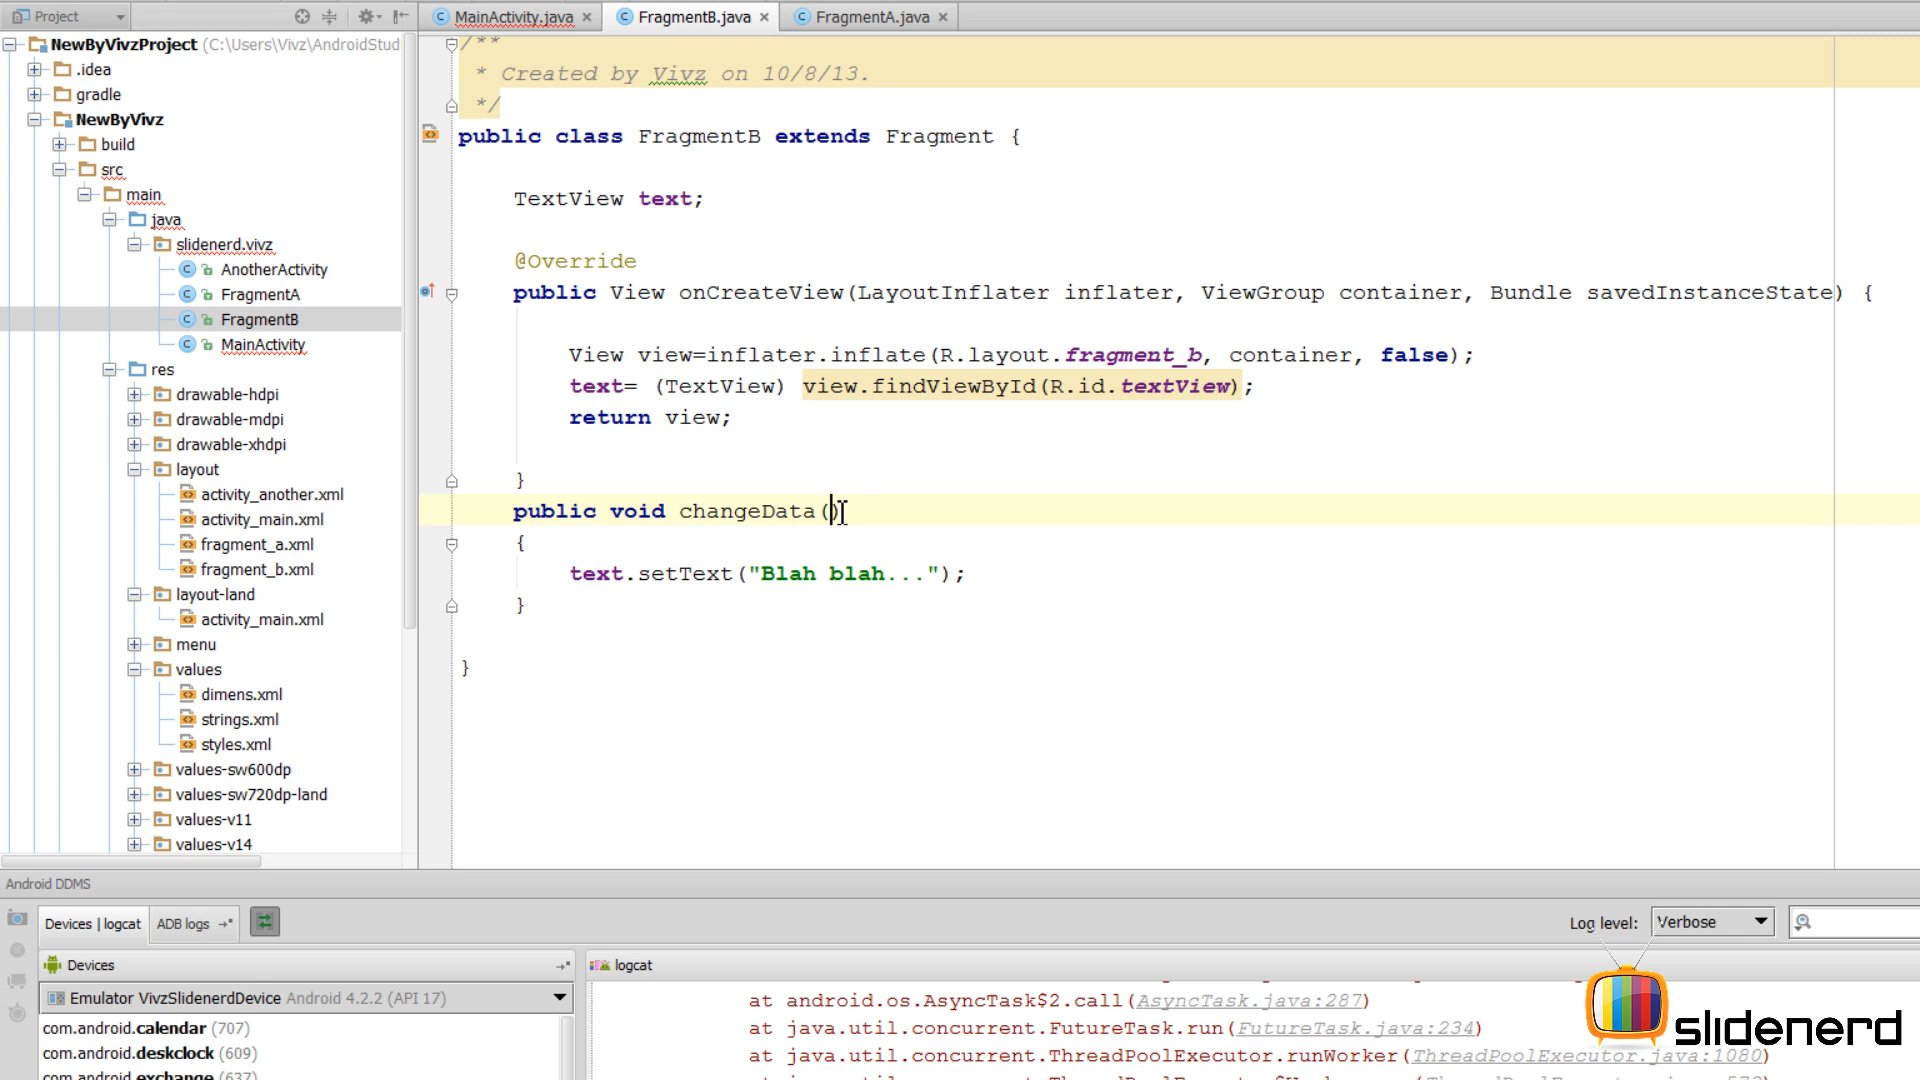 Project
MainActivity.java
FragmentB.java
FragmentA.java
NewByVivzProject (C:\Users\Vivz\AndroidStud
.idea
gradle
NewByVivz
build
src
main
java
slidenerd.vivz
AnotherActivity
FragmentA
FragmentB
MainActivity
res
drawable-hdpi
drawable-mdpi
drawable-xhdpi
layout
activity_another.xml
activity_main.xml
fragment_a.xml
fragment_b.xml
layout-land
activity_main.xml
menu
values
dimens.xml
strings.xml
styles.xml
values-sw600dp
values-sw720dp-land
values-v11
values-v14
/**
* Created by Vivz on 10/8/13.
*/
public class FragmentB extends Fragment {
TextView text;
@Override
public View onCreateView(LayoutInflater inflater, ViewGroup container, Bundle savedInstanceState) {
View view=inflater.inflate(R.layout.fragment_b, container, false);
text= (TextView) view.findViewById(R.id.textView);
return view;
}
public void changeData()
{
text.setText("Blah blah...");
}
}
Android DDMS
Devices | logcat
ADB logs
Log level:
Verbose
Devices
logcat
Emulator VivzSlidenerdDevice Android 4.2.2 (API 17)
com.android.calendar (707)
com.android.deskclock (609)
com.android.exchange (637)
at android.os.AsyncTask$2.call(AsyncTask.java:287)
at java.util.concurrent.FutureTask.run(FutureTask.java:234)
at java.util.concurrent.ThreadPoolExecutor.runWorker(ThreadPoolExecutor.java:1080)
slidenerd